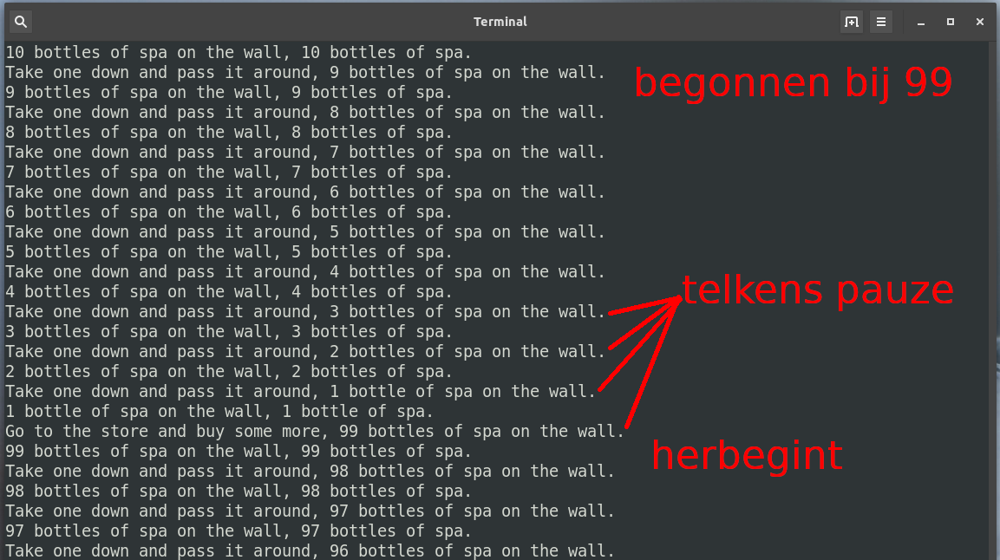 Terminal
10 bottles of spa on the wall, 10 bottles of spa.
Take one down and pass it around, 9 bottles of spa on the wall.
begonnen bij 99
9 bottles of spa on the wall, 9 bottles of spa.
Take one down and pass it around, 8 bottles of spa on the wall.
8 bottles of spa on the wall, 8 bottles of spa.
Take one down and pass it around, 7 bottles of spa on the wall.
7 bottles of spa on the wall, 7 bottles of spa.
Take one down and pass it around, 6 bottles of spa on the wall.
6 bottles of spa on the wall, 6 bottles of spa.
Take one down and pass it around, 5 bottles of spa on the wall.
5 bottles of spa on the wall, 5 bottles of spa.
Take one down and pass it around, 4 bottles of spa on the wall.
4 bottles of spa on the wall, 4 bottles of spa.
telkens pauze
Take one down and pass it around, 3 bottles of spa on the wall.
3 bottles of spa on the wall, 3 bottles of spa.
Take one down and pass it around, 2 bottles of spa on the wall.
2 bottles of spa on the wall, 2 bottles of spa.
Take one down and pass it around, 1 bottle of spa on the wall.
1 bottle of spa on the wall, 1 bottle of spa.
Go to the store and buy some more, 99 bottles of spa on the wall.
99 bottles of spa on the wall, 99 bottles of spa.
herbegint
Take one down and pass it around, 98 bottles of spa on the wall.
98 bottles of spa on the wall, 98 bottles of spa.
Take one down and pass it around, 97 bottles of spa on the wall.
97 bottles of spa on the wall, 97 bottles of spa.
Take one down and pass it around, 96 bottles of spa on the wall.